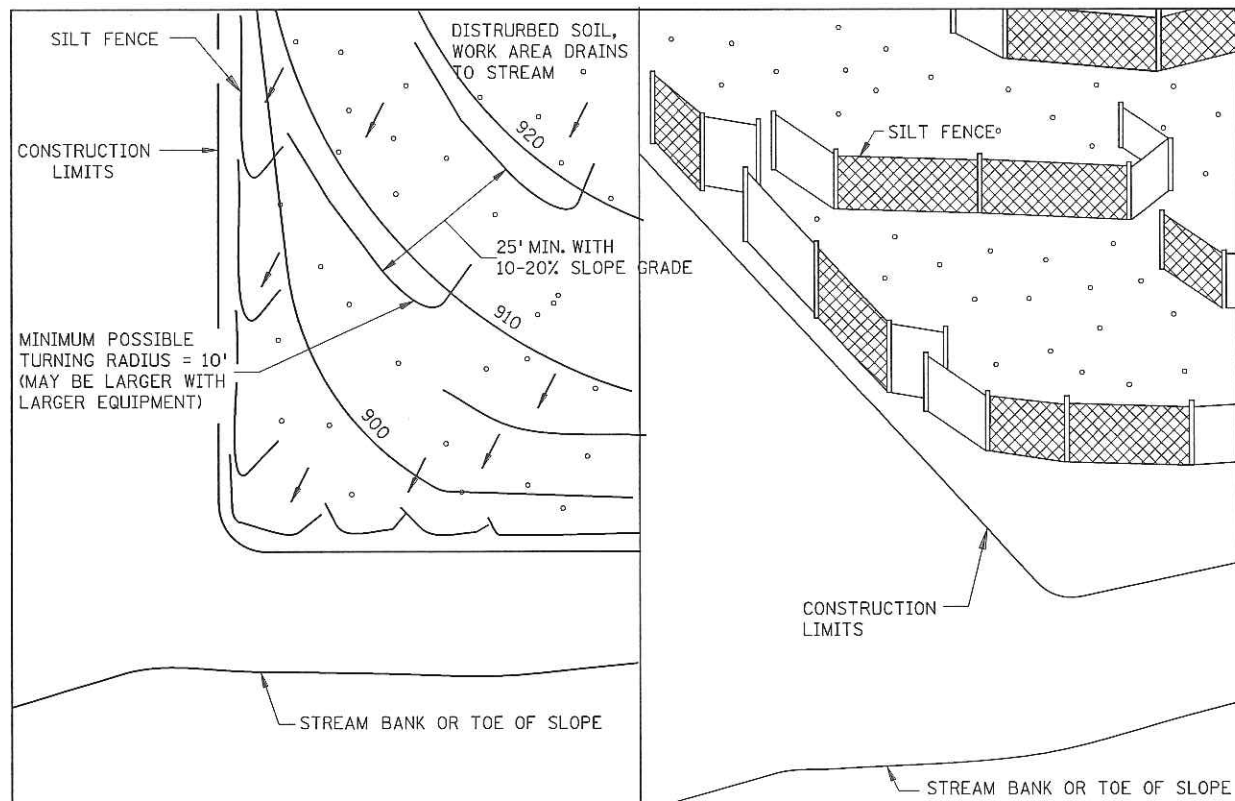 SILT FENCE
DISTRURBED SOIL,
WORK AREA DRAINS
TO STREAM
920
CONSTRUCTION
LIMITS
25' MIN. WITH
10-20% SLOPE GRADE
910
MINIMUM POSSIBLE
TURNING RADIUS = 10'
(MAY BE LARGER WITH
LARGER EQUIPMENT)
900
STREAM BANK OR TOE OF SLOPE
SILT FENCE
CONSTRUCTION
LIMITS
STREAM BANK OR TOE OF SLOPE